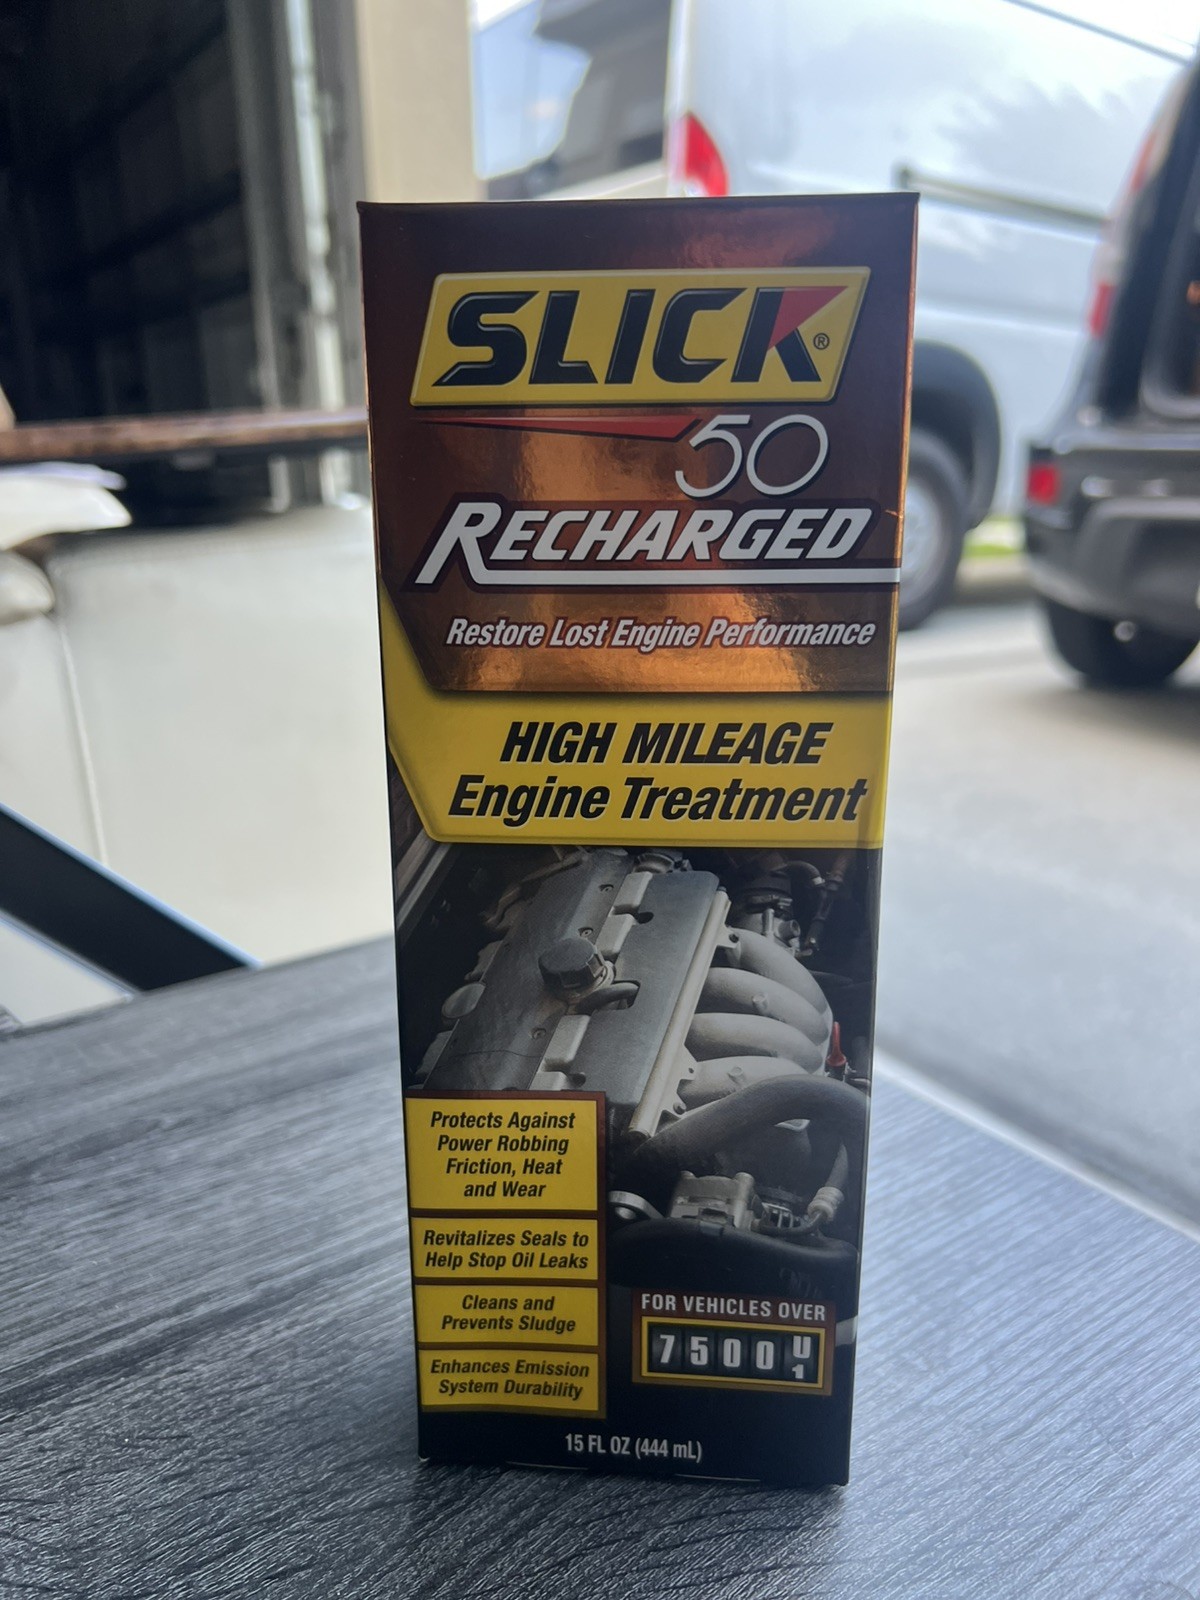 SLICK®
50
RECHARGED
Restore Lost Engine Performance
HIGH MILEAGE
Engine Treatment
Protects Against
Power Robbing
Friction, Heat
and Wear
Revitalizes Seals to
Help Stop Oil Leaks
Cleans and
Prevents Sludge
Enhances Emission
System Durability
FOR VEHICLES OVER
75000
1
15 FL OZ (444 mL)